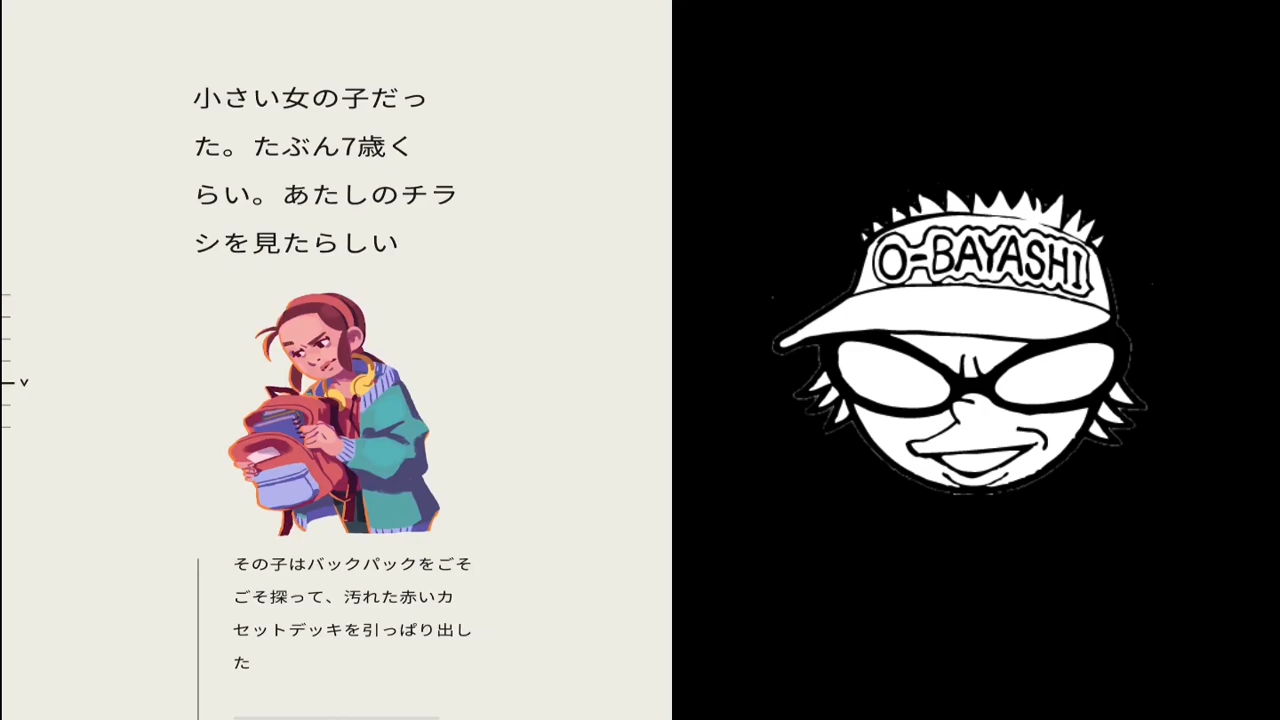 小さい女の子だっ
た。たぶん7歳く
らい。あたしのチラ
シを見たらしい
その子はバックパックをごそ
ごそ探って、汚れた赤いカ
セットデッキを引っぱり出し
た
O-BAYASHI